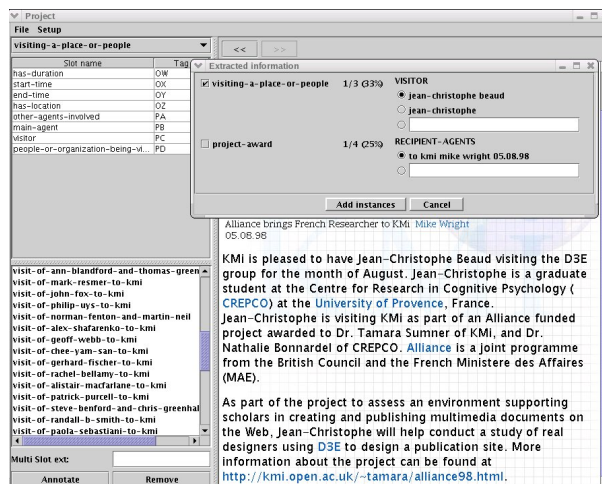 Project
File Setup
visiting-a-place-or-people
Slot name Tag
has-duration OW
start-time OX
end-time OY
has-location OZ
other-agents-involved PA
main-agent PB
visitor PC
people-or-organization-being-vi... PD
<< >>
Extracted information
visiting-a-place-or-people 1/3 (33%) VISITOR
jean-christophe beaud
jean-christophe
project-award 1/4 (25%) RECIPIENT-AGENTS
to kmi mike wright 05.08.98
Add instances Cancel
Alliance brings French Researcher to KMi Mike Wright
05.08.98
KMi is pleased to have Jean-Christophe Beaud visiting the D3E
group for the month of August. Jean-Christophe is a graduate
student at the Centre for Research in Cognitive Psychology (
CREPCO) at the University of Provence, France.
Jean-Christophe is visiting KMi as part of an Alliance funded
project awarded to Dr. Tamara Sumner of KMi, and Dr.
Nathalie Bonnardel of CREPCO. Alliance is a joint programme
from the British Council and the French Ministere des Affaires
(MAE).
As part of the project to assess an environment supporting
scholars in creating and publishing multimedia documents on
the Web, Jean-Christophe will help conduct a study of real
designers using D3E to design a publication site. More
information about the project can be found at
http://kmi.open.ac.uk/~tamara/alliance98.html.
visit-of-ann-blandford-and-thomas-green
visit-of-mark-resmer-to-kmi
visit-of-john-fox-to-kmi
visit-of-philip-uys-to-kmi
visit-of-norman-fenton-and-martin-neil
visit-of-alex-shafarenko-to-kmi
visit-of-geoff-webb-to-kmi
visit-of-chee-yam-san-to-kmi
visit-of-gerhard-fischer-to-kmi
visit-of-rachel-bellamy-to-kmi
visit-of-alistair-macfarlane-to-kmi
visit-of-patrick-purcell-to-kmi
visit-of-steve-benford-and-chris-greenhal
visit-of-randall-b-smith-to-kmi
visit-of-paola-sebastiani-to-kmi
Multi Slot ext:
Annotate Remove